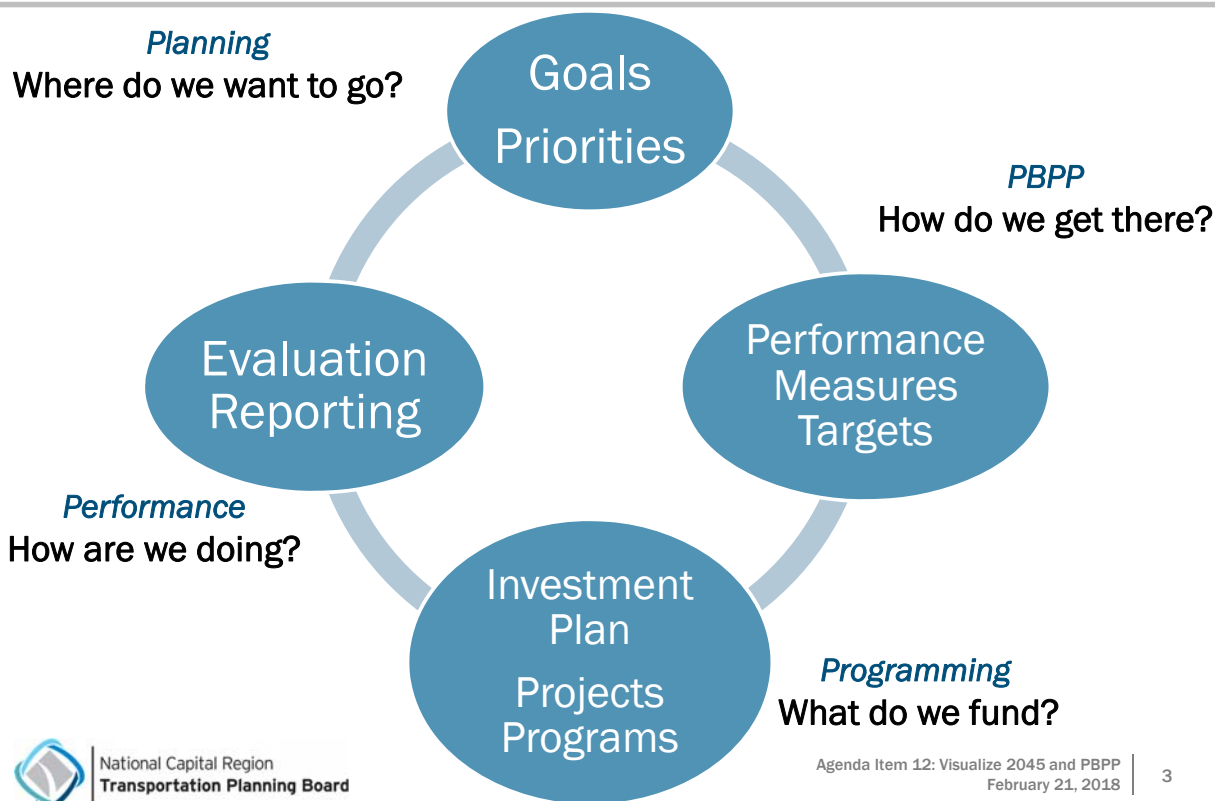 Planning
Where do we want to go?
Goals
Priorities
PBPP
How do we get there?
Performance
Measures
Targets
Evaluation
Reporting
Performance
How are we doing?
Investment
Plan
Projects
Programs
Programming
What do we fund?
National Capital Region
Transportation Planning Board
Agenda Item 12: Visualize 2045 and PBPP
February 21, 2018
3